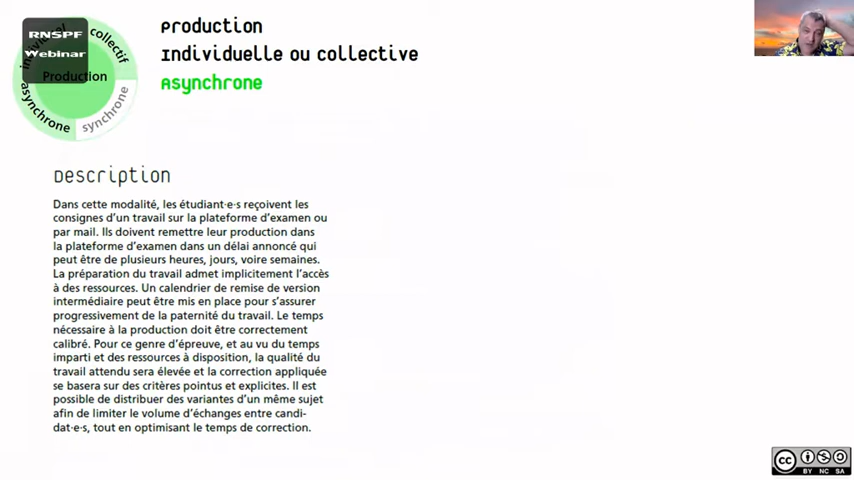 RNSPF
Webinar
individuel
collectif
Production
asynchrone
synchrone
Production
Individuelle ou collective
Asynchrone
Description
Dans cette modalité, les étudiant·e·s reçoivent les
consignes d’un travail sur la plateforme d’examen ou
par mail. Ils doivent remettre leur production dans
la plateforme d’examen dans un délai annoncé qui
peut être de plusieurs heures, jours, voire semaines.
La préparation du travail admet implicitement l’accès
à des ressources. Un calendrier de remise de version
intermédiaire peut être mis en place pour s’assurer
progressivement de la paternité du travail. Le temps
nécessaire à la production doit être correctement
calibré. Pour ce genre d’épreuve, et au vu du temps
imparti et des ressources à disposition, la qualité du
travail attendu sera élevée et la correction appliquée
se basera sur des critères pointus et explicites. Il est
possible de distribuer des variantes d’un même sujet
afin de limiter le volume d’échanges entre candi-
dat·e·s, tout en optimisant le temps de correction.
cc
BY NC SA